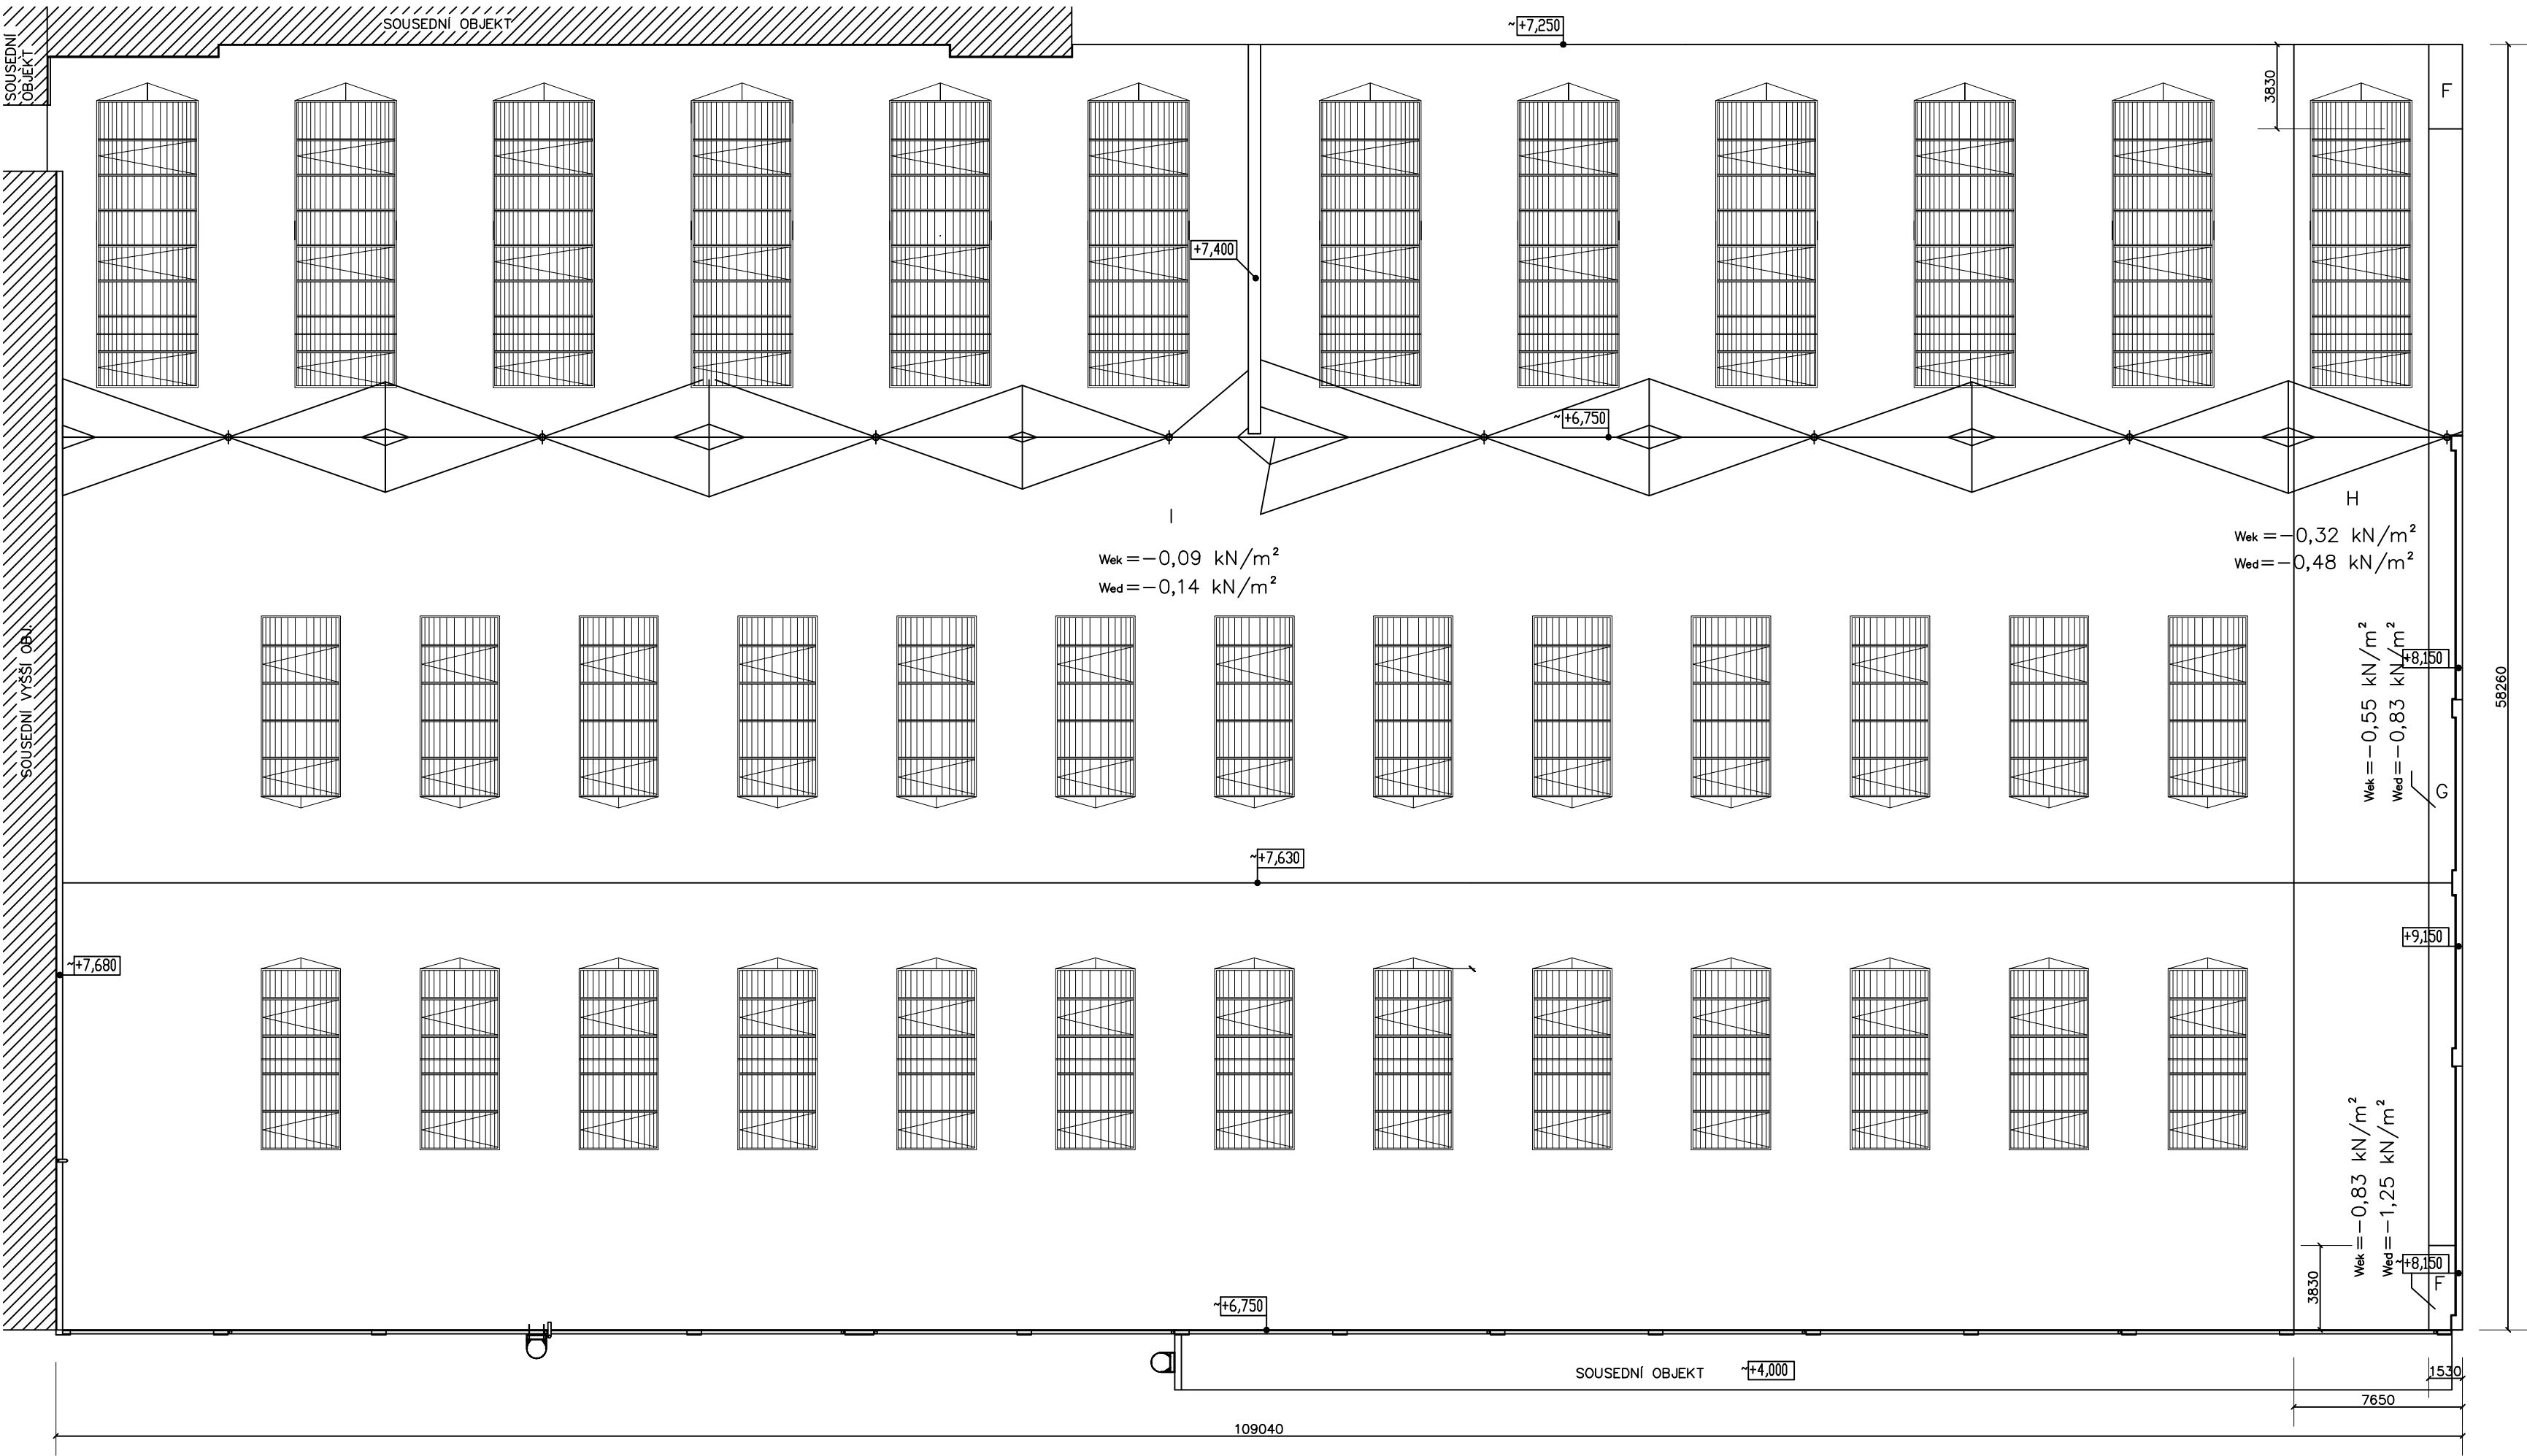 SOUSEDNÍ OBJEKT
SOUSEDNÍ
OBJEKT
~+7,250
3830
F
+7,400
~+6,750
I
Wek=-0,09 kN/m²
Wed=-0,14 kN/m²
H
Wek=-0,32 kN/m²
Wed=-0,48 kN/m²
SOUSEDNÍ VYŠŠÍ OBJ.
Wek=-0,55 kN/m²
Wed=-0,83 kN/m²
+8,150
58260
G
~+7,630
~+7,680
+9,150
Wek=-0,83 kN/m²
Wed=-1,25 kN/m²
~+8,150
F
3830
~+6,750
SOUSEDNÍ OBJEKT ~+4,000
1530
7650
109040